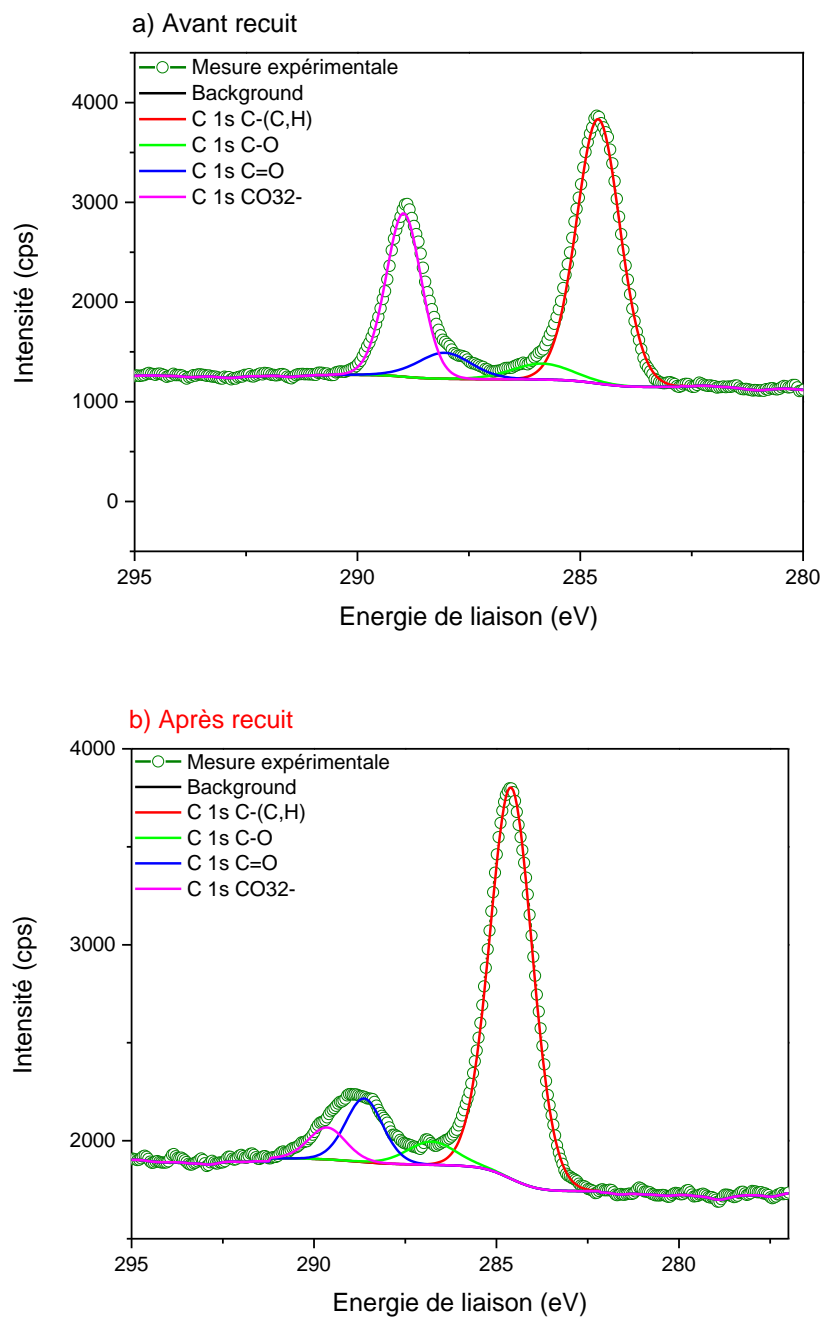 a) Avant recuit
Mesure expérimentale
Background
C 1s C-(C,H)
C 1s C-O
C 1s C=O
C 1s CO32-
4000
3000
2000
1000
0
Intensité (cps)
295
290
285
280
Energie de liaison (eV)
b) Après recuit
Mesure expérimentale
Background
C 1s C-(C,H)
C 1s C-O
C 1s C=O
C 1s CO32-
4000
3000
2000
Intensité (cps)
295
290
285
280
Energie de liaison (eV)